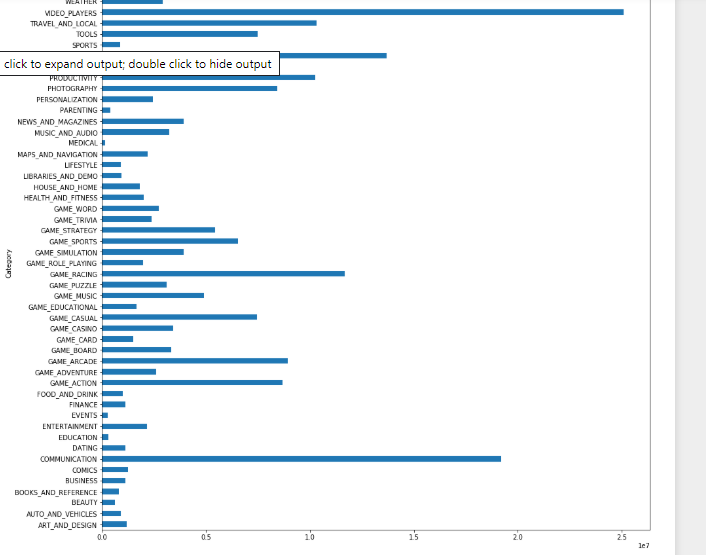 WEATHER
VIDEO_PLAYERS
TRAVEL_AND_LOCAL
TOOLS
SPORTS
click to expand output; double click to hide output
PRODUCTIVITY
PHOTOGRAPHY
PERSONALIZATION
PARENTING
NEWS_AND_MAGAZINES
MUSIC_AND_AUDIO
MEDICAL
MAPS_AND_NAVIGATION
LIFESTYLE
LIBRARIES_AND_DEMO
HOUSE_AND_HOME
HEALTH_AND_FITNESS
GAME_WORD
GAME_TRIVIA
GAME_STRATEGY
GAME_SPORTS
Category
GAME_SIMULATION
GAME_ROLE_PLAYING
GAME_RACING
GAME_PUZZLE
GAME_MUSIC
GAME_EDUCATIONAL
GAME_CASUAL
GAME_CASINO
GAME_CARD
GAME_BOARD
GAME_ARCADE
GAME_ADVENTURE
GAME_ACTION
FOOD_AND_DRINK
FINANCE
EVENTS
ENTERTAINMENT
EDUCATION
DATING
COMMUNICATION
COMICS
BUSINESS
BOOKS_AND_REFERENCE
BEAUTY
AUTO_AND_VEHICLES
ART_AND_DESIGN
0.0 0.5 1.0 1.5 2.0 2.5
1e7